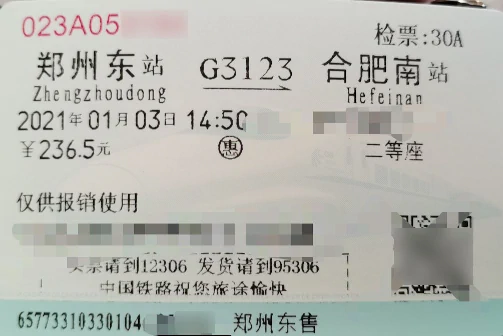 023A05
检票:30A
郑州东站 G3123 合肥南站
Zhengzhoudong Hefeinan
2021年01月03日 14:50
￥236.5元 惠 二等座
仅供报销使用
买票请到12306 发货请到95306
中国铁路祝您旅途愉快
65773310330104 郑州东售